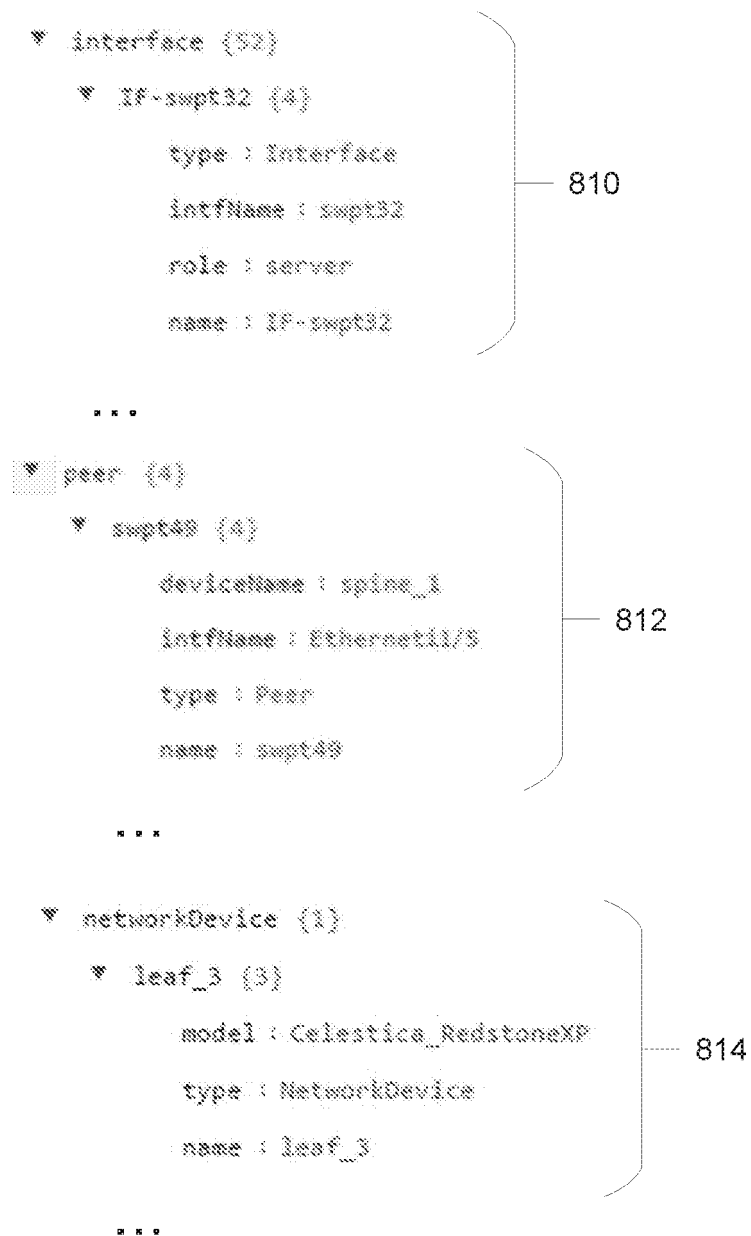 ▼ interface {52}
▼ IF-swpt32 {4}
type : Interface
intfName : swpt32
role : server
name : IF-swpt32
810
...
▼ peer {4}
▼ swpt49 {4}
deviceName : spine_1
intfName : Ethernet11/5
type : Peer
name : swpt49
812
...
▼ networkDevice {1}
▼ leaf_3 {3}
model : Celestica_RedstoneXP
type : NetworkDevice
name : leaf_3
814
...